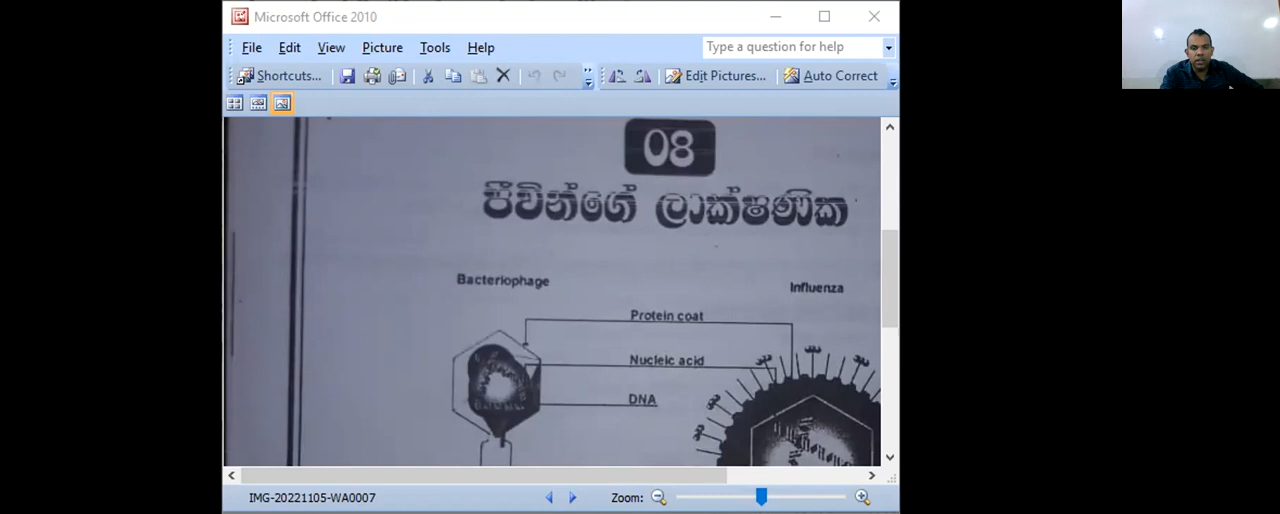 Microsoft Office 2010
File Edit View Picture Tools Help
Type a question for help
Shortcuts...
Edit Pictures...
Auto Correct
08
ජීවින්ගේ ලාක්ෂණික
Bacteriophage
Influenza
Protein coat
Nucleic acid
DNA
IMG-20221105-WA0007
Zoom: